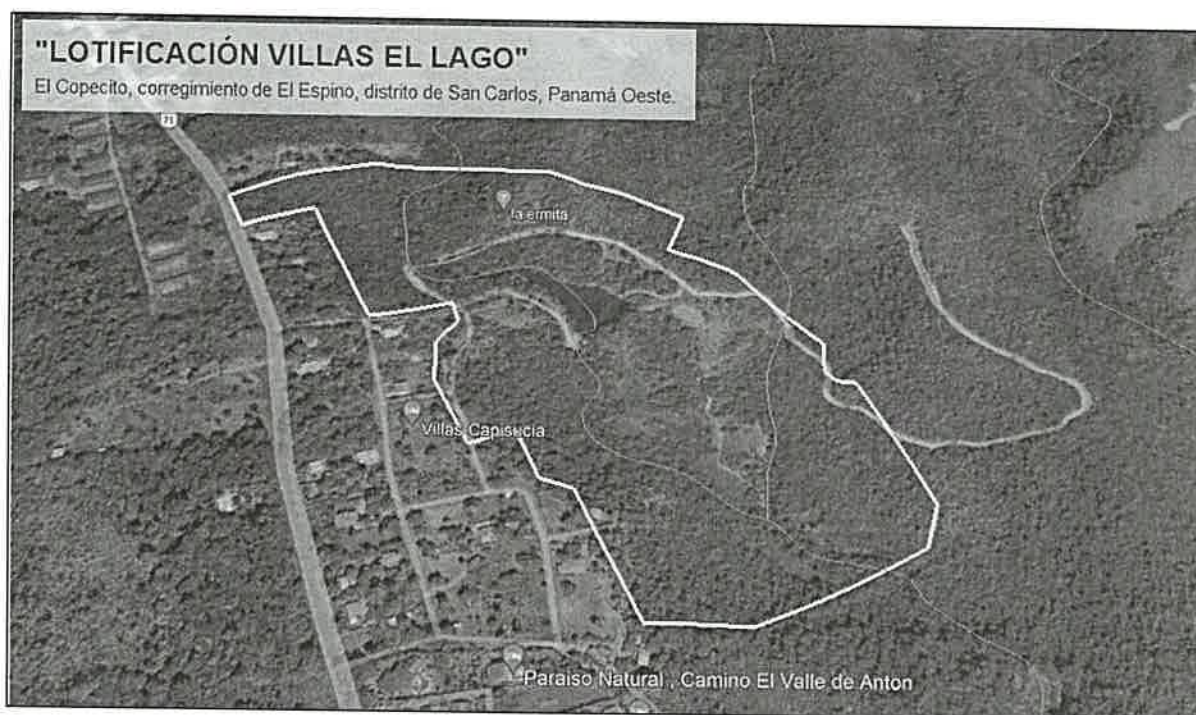 "LOTIFICACIÓN VILLAS EL LAGO"
El Copecito, corregimiento de El Espino, distrito de San Carlos, Panamá Oeste.
71
la ermita
Villas Capisucia
Paraiso Natural , Camino El Valle de Anton